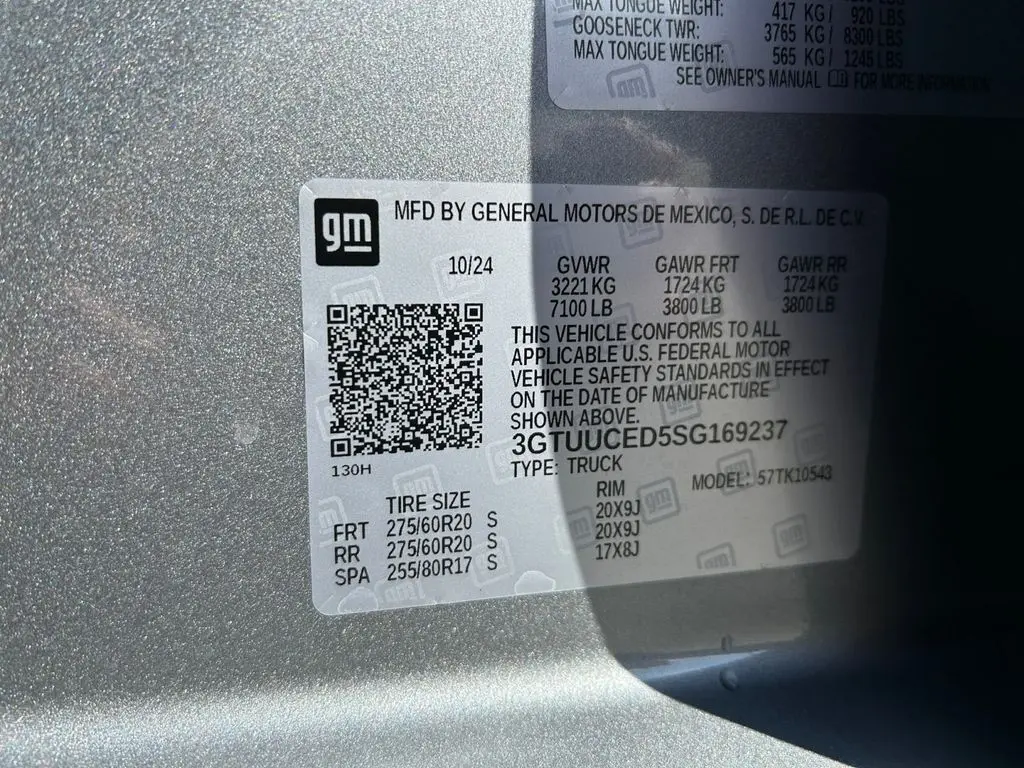 MAX TONGUE WEIGHT: 417 KG/ 920 LBS
GOOSENECK TWR: 3765 KG/ 8300 LBS
MAX TONGUE WEIGHT: 565 KG/ 1245 LBS
SEE OWNER'S MANUAL FOR MORE INFORMATION
gm
gm MFD BY GENERAL MOTORS DE MEXICO, S. DE R.L. DE C.V.
10/24 GVWR GAWR FRT GAWR RR
3221 KG 1724 KG 1724 KG
7100 LB 3800 LB 3800 LB
THIS VEHICLE CONFORMS TO ALL
APPLICABLE U.S. FEDERAL MOTOR
VEHICLE SAFETY STANDARDS IN EFFECT
ON THE DATE OF MANUFACTURE
SHOWN ABOVE.
3GTUUCED5SG169237
130H
TYPE: TRUCK MODEL: 57TK10543
TIRE SIZE RIM
FRT 275/60R20 S 20X9J
RR 275/60R20 S 20X9J
SPA 255/80R17 S 17X8J